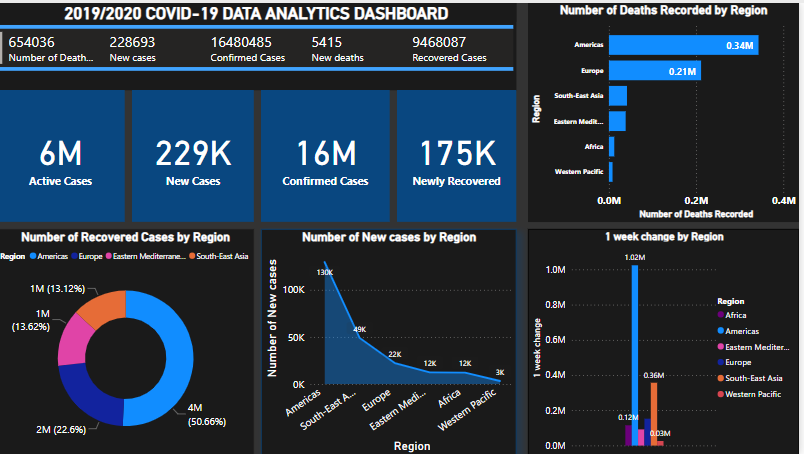 2019/2020 COVID-19 DATA ANALYTICS DASHBOARD
654036 228693 16480485 5415 9468087
Number of Death... New cases Confirmed Cases New deaths Recovered Cases
6M 229K 16M 175K
Active Cases New Cases Confirmed Cases Newly Recovered
Number of Deaths Recorded by Region
Region
Americas 0.34M
Europe 0.21M
South-East Asia
Eastern Medit...
Africa
Western Pacific
0.0M 0.2M 0.4M
Number of Deaths Recorded
Number of Recovered Cases by Region
Region Americas Europe Eastern Mediterrane... South-East Asia
1M (13.12%)
1M
(13.62%)
2M (22.6%)
4M
(50.66%)
Number of New cases by Region
Number of New cases
100K
50K
0K
130K
49K
22K
12K
12K
3K
Americas
South-East A...
Europe
Eastern Medi...
Africa
Western Pacific
Region
1 week change by Region
1 week change
1.0M
0.8M
0.6M
0.4M
0.2M
0.0M
1.02M
0.36M
0.12M
0.03M
Region
Africa
Americas
Eastern Mediter...
Europe
South-East Asia
Western Pacific